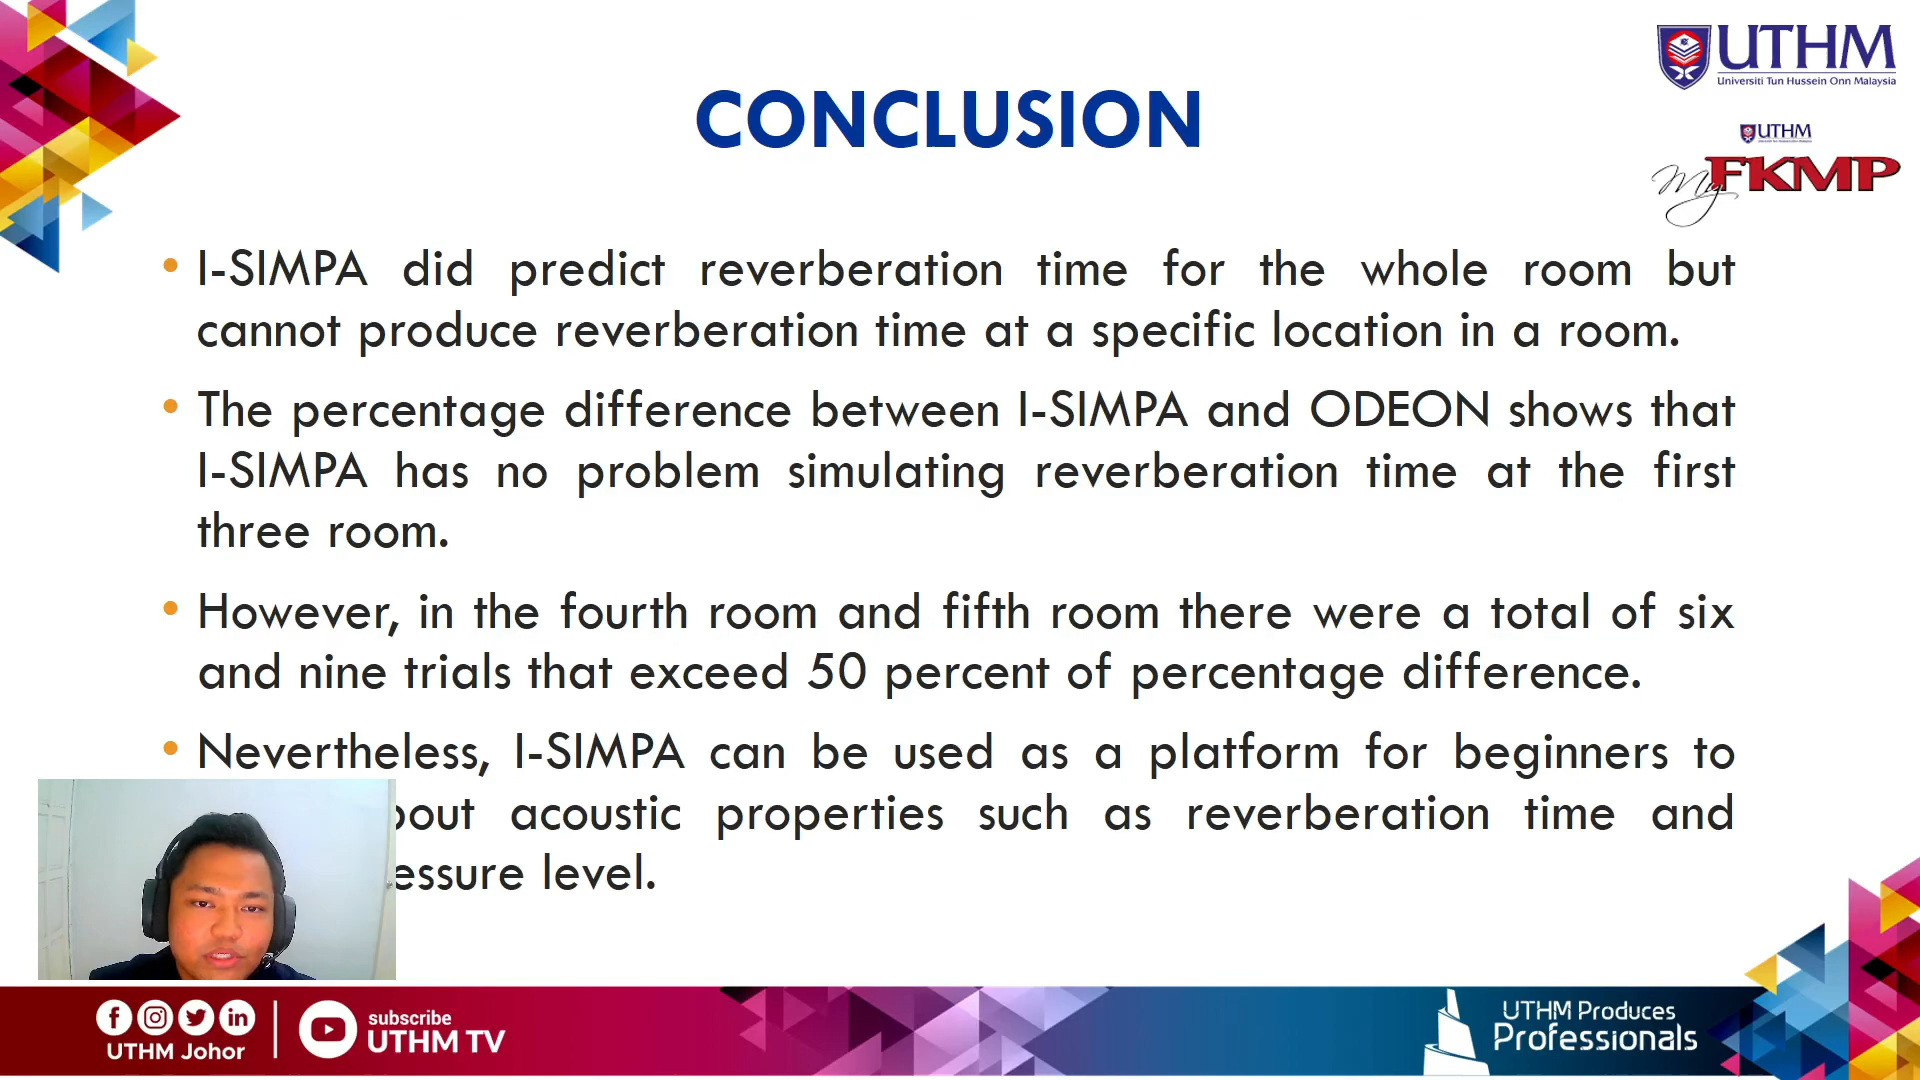 UTHM
Universiti Tun Hussein Onn Malaysia
CONCLUSION
UTHM
My FKMP
• I-SIMPA did predict reverberation time for the whole room but
cannot produce reverberation time at a specific location in a room.
• The percentage difference between I-SIMPA and ODEON shows that
I-SIMPA has no problem simulating reverberation time at the first
three room.
• However, in the fourth room and fifth room there were a total of six
and nine trials that exceed 50 percent of percentage difference.
• Nevertheless, I-SIMPA can be used as a platform for beginners to
acoustic properties such as reverberation time and
level.
UTHM Johor
subscribe
UTHM TV
UTHM Produces
Professionals